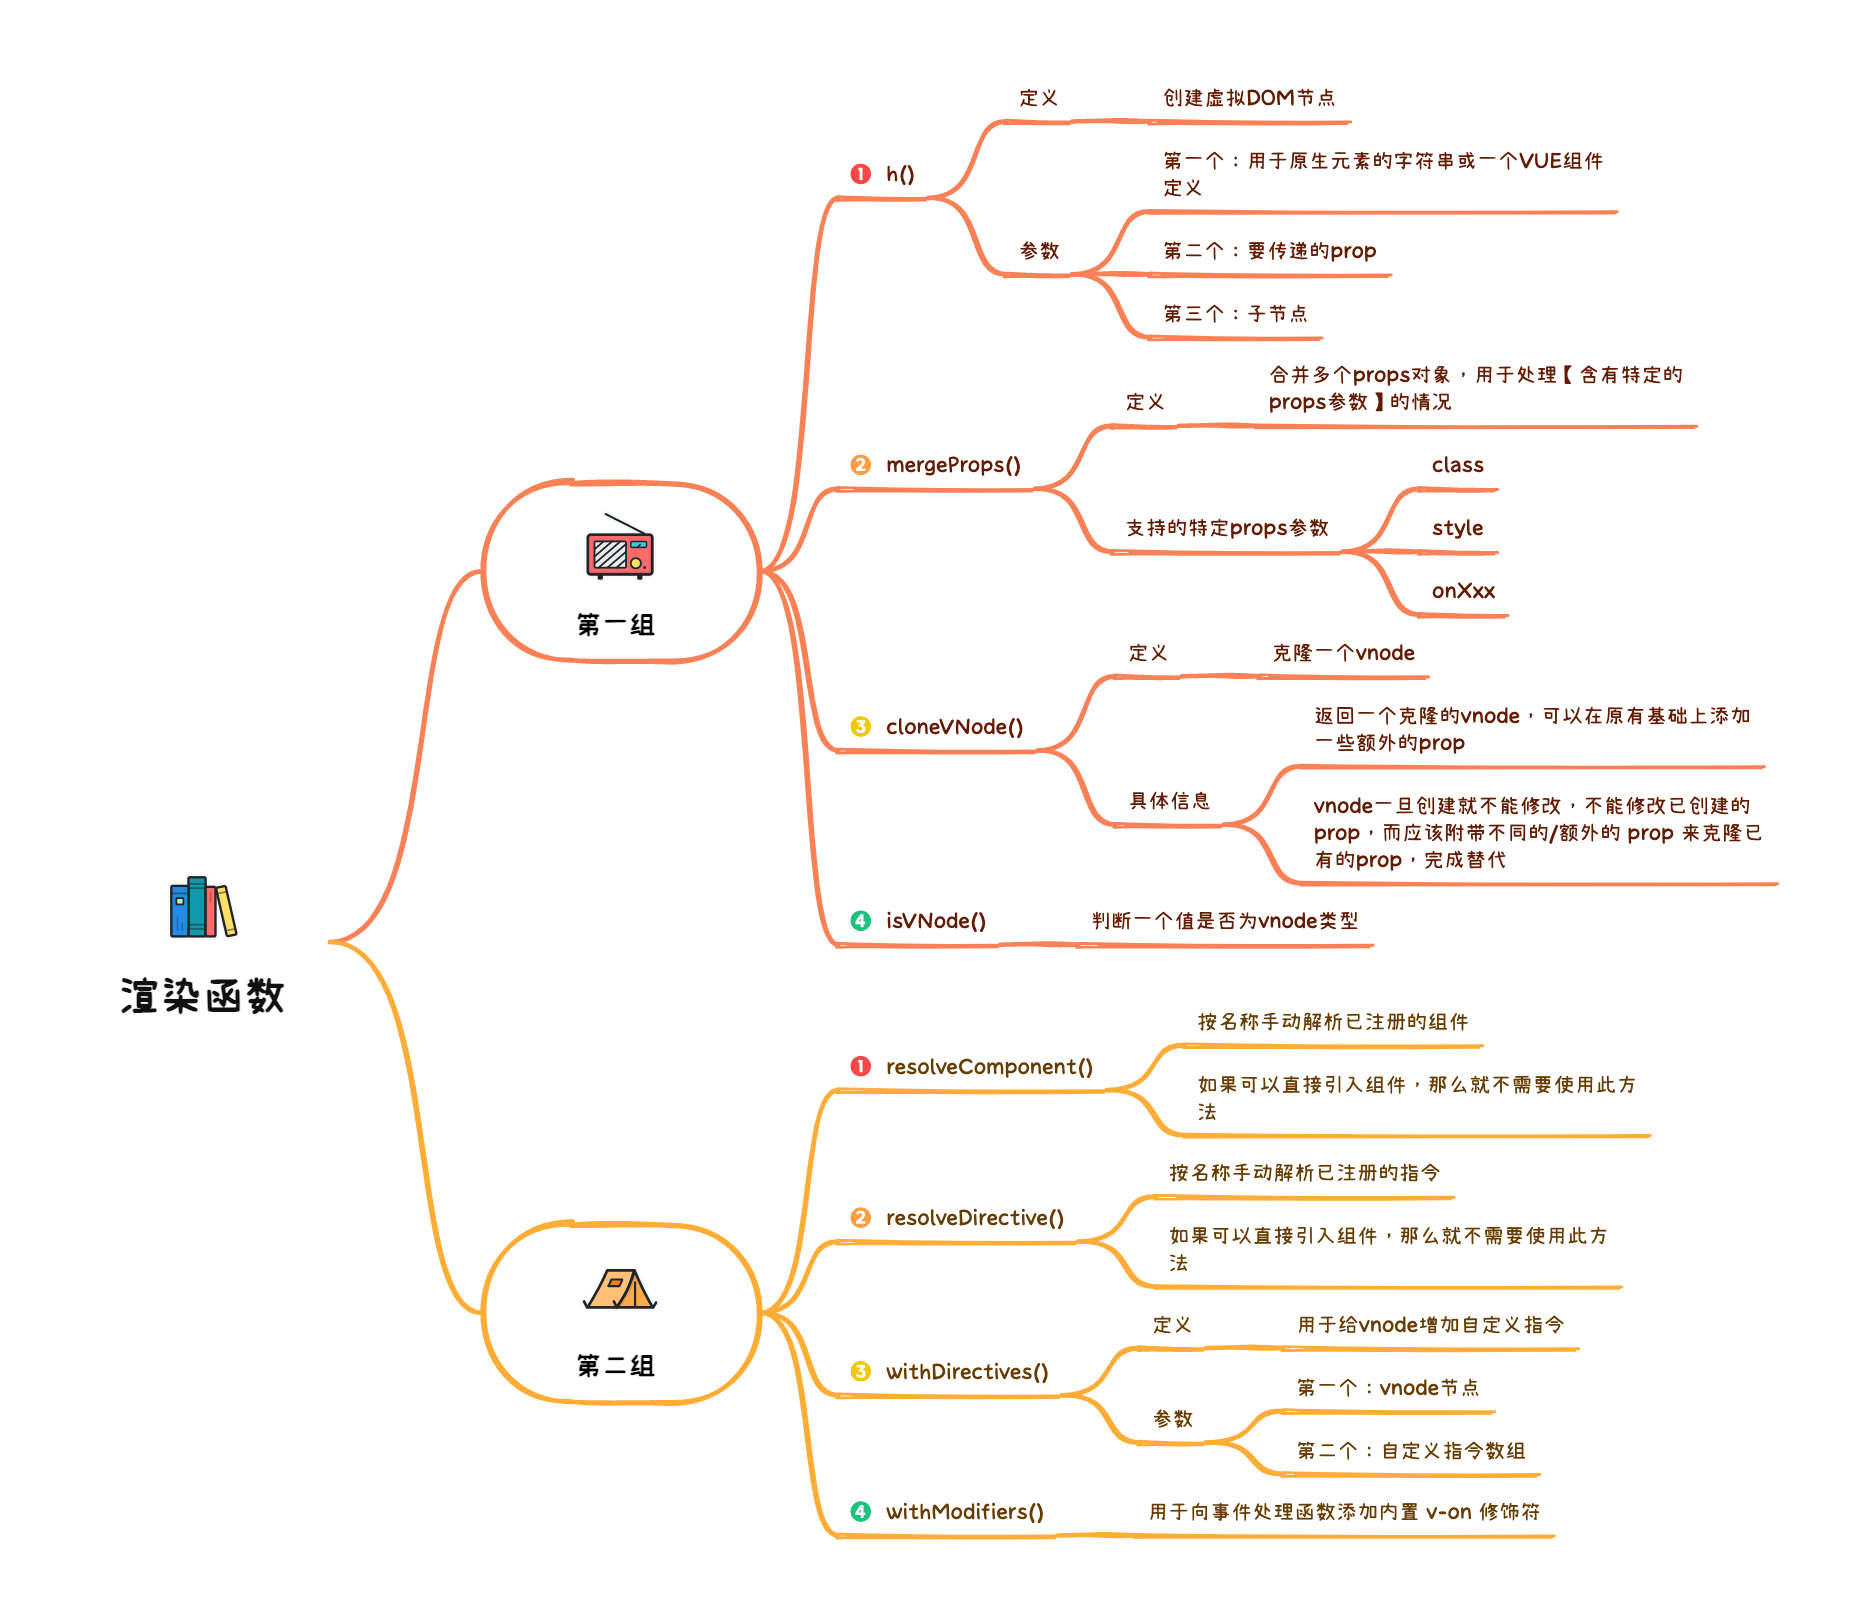 渲染函数
第一组
1 h()
定义
创建虚拟DOM节点
参数
第一个：用于原生元素的字符串或一个VUE组件
定义
第二个：要传递的prop
第三个：子节点
2 mergeProps()
定义
合并多个props对象，用于处理【含有特定的
props参数】的情况
支持的特定props参数
class
style
onXxx
3 cloneVNode()
定义
克隆一个vnode
具体信息
返回一个克隆的vnode，可以在原有基础上添加
一些额外的prop
vnode一旦创建就不能修改，不能修改已创建的
prop，而应该附带不同的/额外的 prop 来克隆已
有的prop，完成替代
4 isVNode()
判断一个值是否为vnode类型
第二组
1 resolveComponent()
按名称手动解析已注册的组件
如果可以直接引入组件，那么就不需要使用此方
法
2 resolveDirective()
按名称手动解析已注册的指令
如果可以直接引入组件，那么就不需要使用此方
法
3 withDirectives()
定义
用于给vnode增加自定义指令
参数
第一个：vnode节点
第二个：自定义指令数组
4 withModifiers()
用于向事件处理函数添加内置 v-on 修饰符